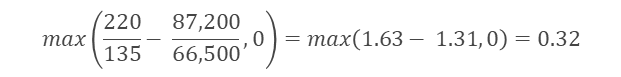 max(220/135 − 87,200/66,500, 0) = max(1.63 − 1.31, 0) = 0.32